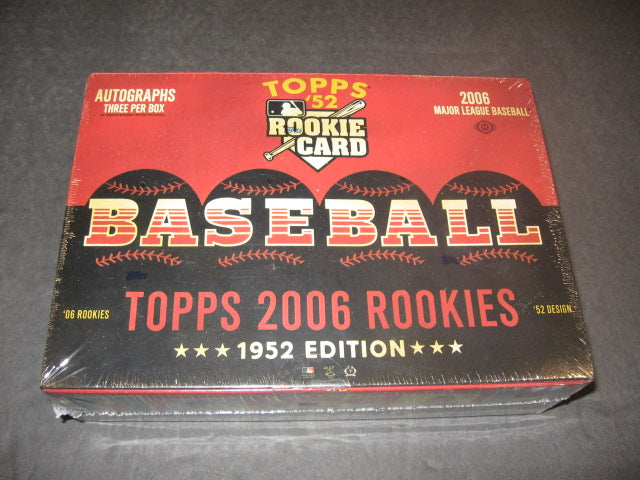 AUTOGRAPHS
THREE PER BOX
TOPPS
'52
ROOKIE
CARD
2006
MAJOR LEAGUE BASEBALL
BASEBALL
'06 ROOKIES
TOPPS 2006 ROOKIES
'52 DESIGN
★★★ 1952 EDITION ★★★